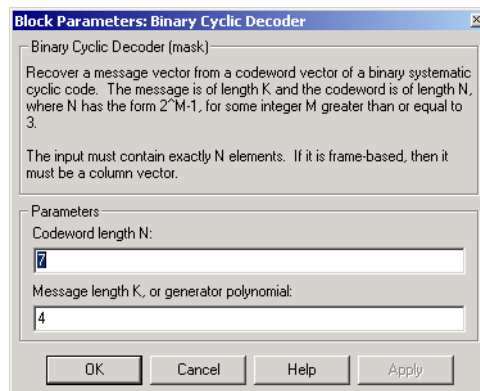 Block Parameters: Binary Cyclic Decoder
Binary Cyclic Decoder (mask)
Recover a message vector from a codeword vector of a binary systematic
cyclic code. The message is of length K and the codeword is of length N,
where N has the form 2^M-1, for some integer M greater than or equal to
3.
The input must contain exactly N elements. If it is frame-based, then it
must be a column vector.
Parameters
Codeword length N:
7
Message length K, or generator polynomial:
4
OK Cancel Help Apply